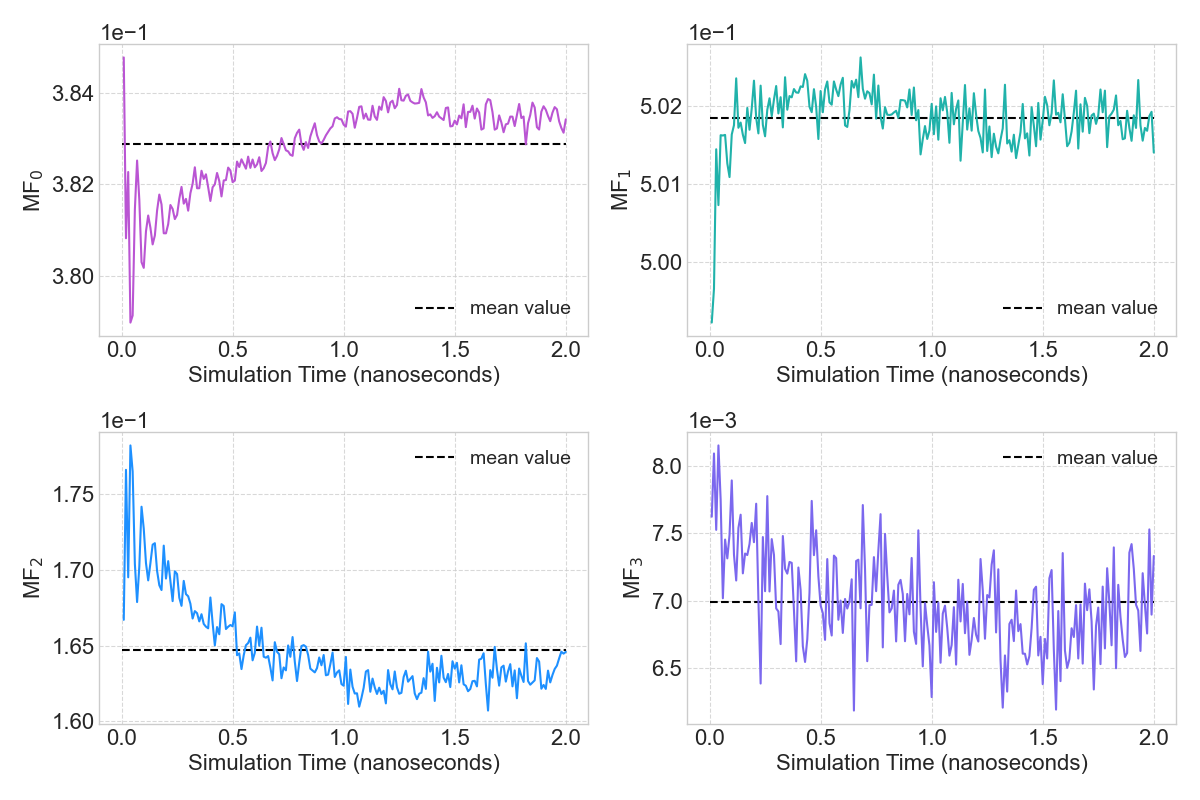 1e−1
3.84
3.82
3.80
MF₀
mean value
0.0 0.5 1.0 1.5 2.0
Simulation Time (nanoseconds)
1e−1
5.02
5.01
5.00
MF₁
mean value
0.0 0.5 1.0 1.5 2.0
Simulation Time (nanoseconds)
1e−1
1.75
1.70
1.65
1.60
MF₂
mean value
0.0 0.5 1.0 1.5 2.0
Simulation Time (nanoseconds)
1e−3
8.0
7.5
7.0
6.5
MF₃
mean value
0.0 0.5 1.0 1.5 2.0
Simulation Time (nanoseconds)